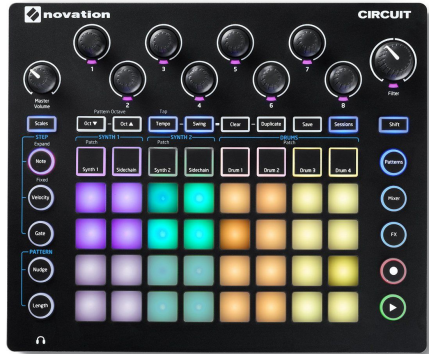 novation
CIRCUIT
1 3 5 7
2 4 6 8
Master
Volume
Filter
Pattern Octave
Tap
Scales
Oct ▼ Oct ▲ Tempo Swing Clear Duplicate Save Sessions
Shift
STEP
SYNTH 1 SYNTH 2 DRUMS
Expand
Patch Patch Patch
Note
Synth 1 Sidechain Synth 2 Sidechain Drum 1 Drum 2 Drum 3 Drum 4
Patterns
Fixed
Velocity
Mixer
Gate
FX
PATTERN
Nudge
Length